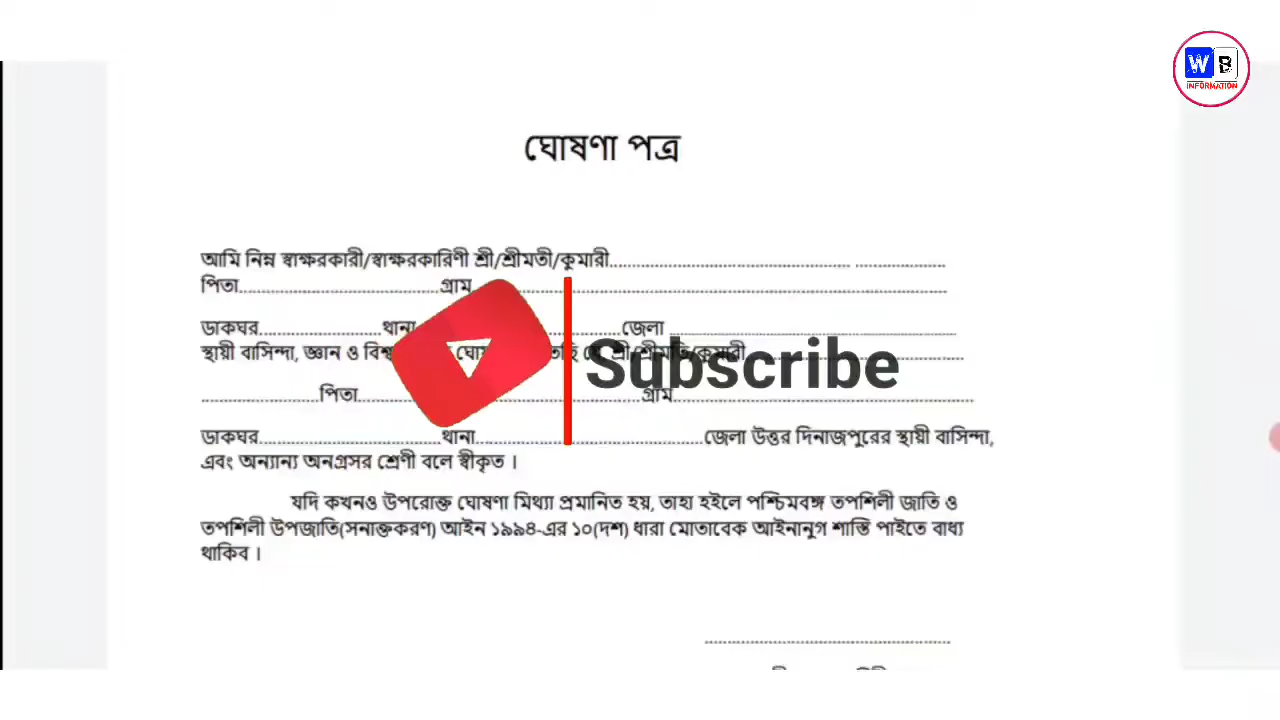 W B
INFORMATION
ঘোষণা পত্র
আমি নিম্ন স্বাক্ষরকারী/স্বাক্ষরকারিণী শ্রী/শ্রীমতী/কুমারী.................................................................. .........................
পিতা..................................................গ্রাম.........................................................................................................................
ডাকঘর...............................থানা ....................জেলা ........................................................................
স্থায়ী বাসিন্দা, জ্ঞান ও শ্রী/শ্রীমতি/কুমারী......................................................
Subscribe
..............................পিতা.......................................................................গ্রাম...........................................................................
ডাকঘর..............................................থানা.........................................................জেলা উত্তর দিনাজপুরের স্থায়ী বাসিন্দা,
এবং অন্যান্য অনগ্রসর শ্রেণী বলে স্বীকৃত ।
যদি কখনও উপরোক্ত ঘোষণা মিথ্যা প্রমানিত হয়, তাহা হইলে পশ্চিমবঙ্গ তপশিলী জাতি ও
তপশিলী উপজাতি(সনাক্তকরণ) আইন ১৯৯৪-এর ১০(দশ) ধারা মোতাবেক আইনানুগ শাস্তি পাইতে বাধ্য
থাকিব ।
..............................................................